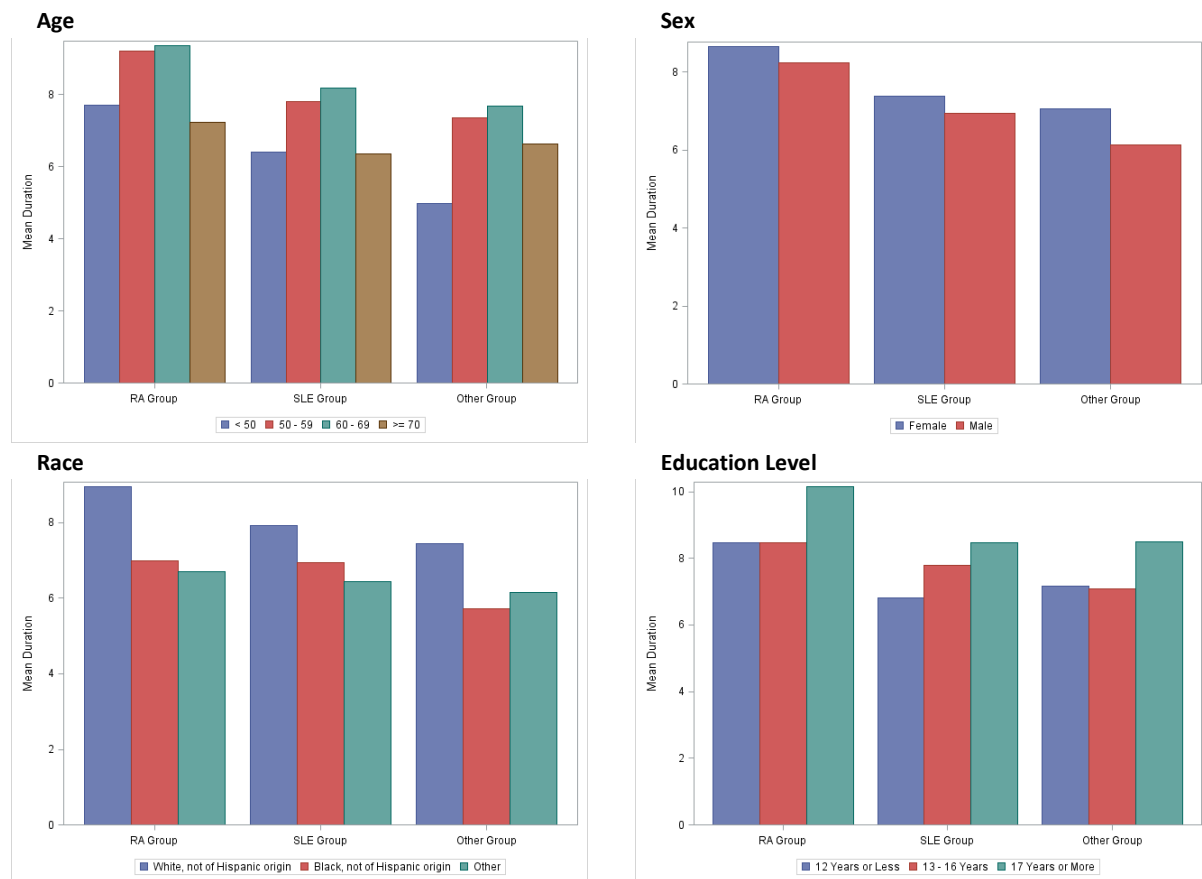 Age
Mean Duration
8
6
4
2
0
RA Group SLE Group Other Group
< 50 50 - 59 60 - 69 >= 70
Sex
Mean Duration
8
6
4
2
0
RA Group SLE Group Other Group
Female Male
Race
Mean Duration
8
6
4
2
0
RA Group SLE Group Other Group
White, not of Hispanic origin Black, not of Hispanic origin Other
Education Level
Mean Duration
10
8
6
4
2
0
RA Group SLE Group Other Group
12 Years or Less 13 - 16 Years 17 Years or More